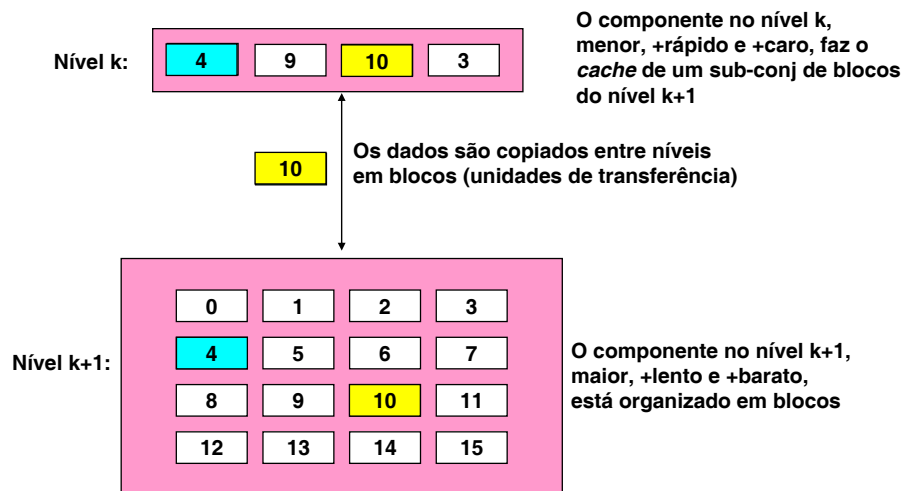 O componente no nível k,
menor, +rápido e +caro, faz o
cache de um sub-conj de blocos
do nível k+1
Nível k:
4 9 10 3
10
Os dados são copiados entre níveis
em blocos (unidades de transferência)
Nível k+1:
0 1 2 3
4 5 6 7
8 9 10 11
12 13 14 15
O componente no nível k+1,
maior, +lento e +barato,
está organizado em blocos